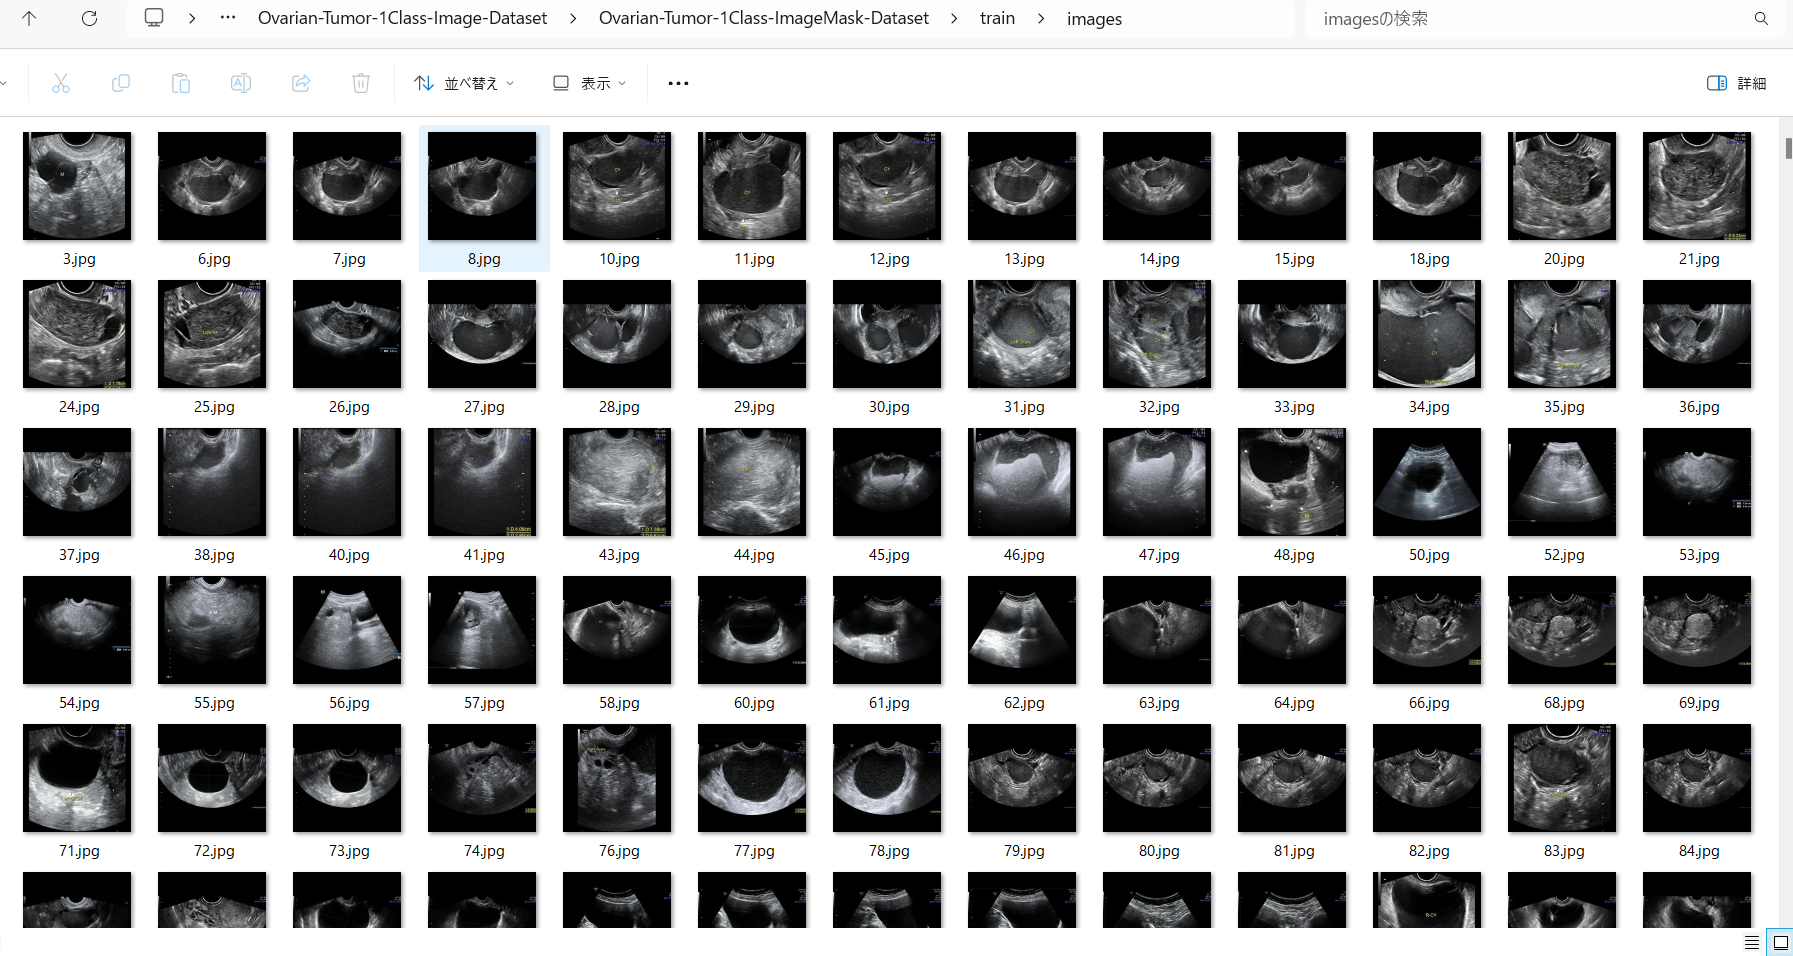 Ovarian-Tumor-1Class-Image-Dataset
Ovarian-Tumor-1Class-ImageMask-Dataset
train
images
imagesの検索
並べ替え
表示
詳細
3.jpg 6.jpg 7.jpg 8.jpg 10.jpg 11.jpg 12.jpg 13.jpg 14.jpg 15.jpg 18.jpg 20.jpg 21.jpg
24.jpg 25.jpg 26.jpg 27.jpg 28.jpg 29.jpg 30.jpg 31.jpg 32.jpg 33.jpg 34.jpg 35.jpg 36.jpg
37.jpg 38.jpg 40.jpg 41.jpg 43.jpg 44.jpg 45.jpg 46.jpg 47.jpg 48.jpg 50.jpg 52.jpg 53.jpg
54.jpg 55.jpg 56.jpg 57.jpg 58.jpg 60.jpg 61.jpg 62.jpg 63.jpg 64.jpg 66.jpg 68.jpg 69.jpg
71.jpg 72.jpg 73.jpg 74.jpg 76.jpg 77.jpg 78.jpg 79.jpg 80.jpg 81.jpg 82.jpg 83.jpg 84.jpg
R-CY